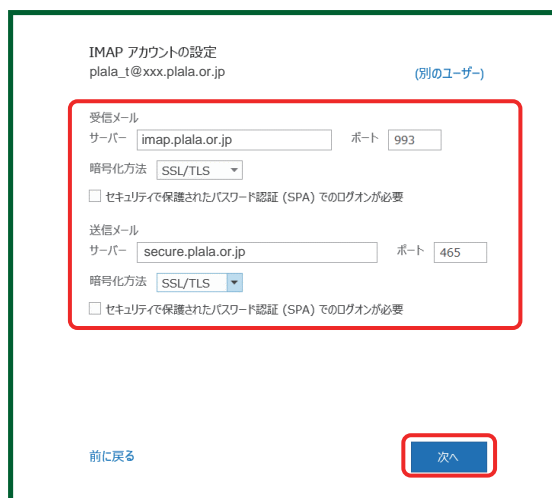 IMAP アカウントの設定
plala_t@xxx.plala.or.jp (別のユーザー)
受信メール
サーバー imap.plala.or.jp ポート 993
暗号化方法 SSL/TLS
セキュリティで保護されたパスワード認証 (SPA) でのログオンが必要
送信メール
サーバー secure.plala.or.jp ポート 465
暗号化方法 SSL/TLS
セキュリティで保護されたパスワード認証 (SPA) でのログオンが必要
前に戻る 次へ